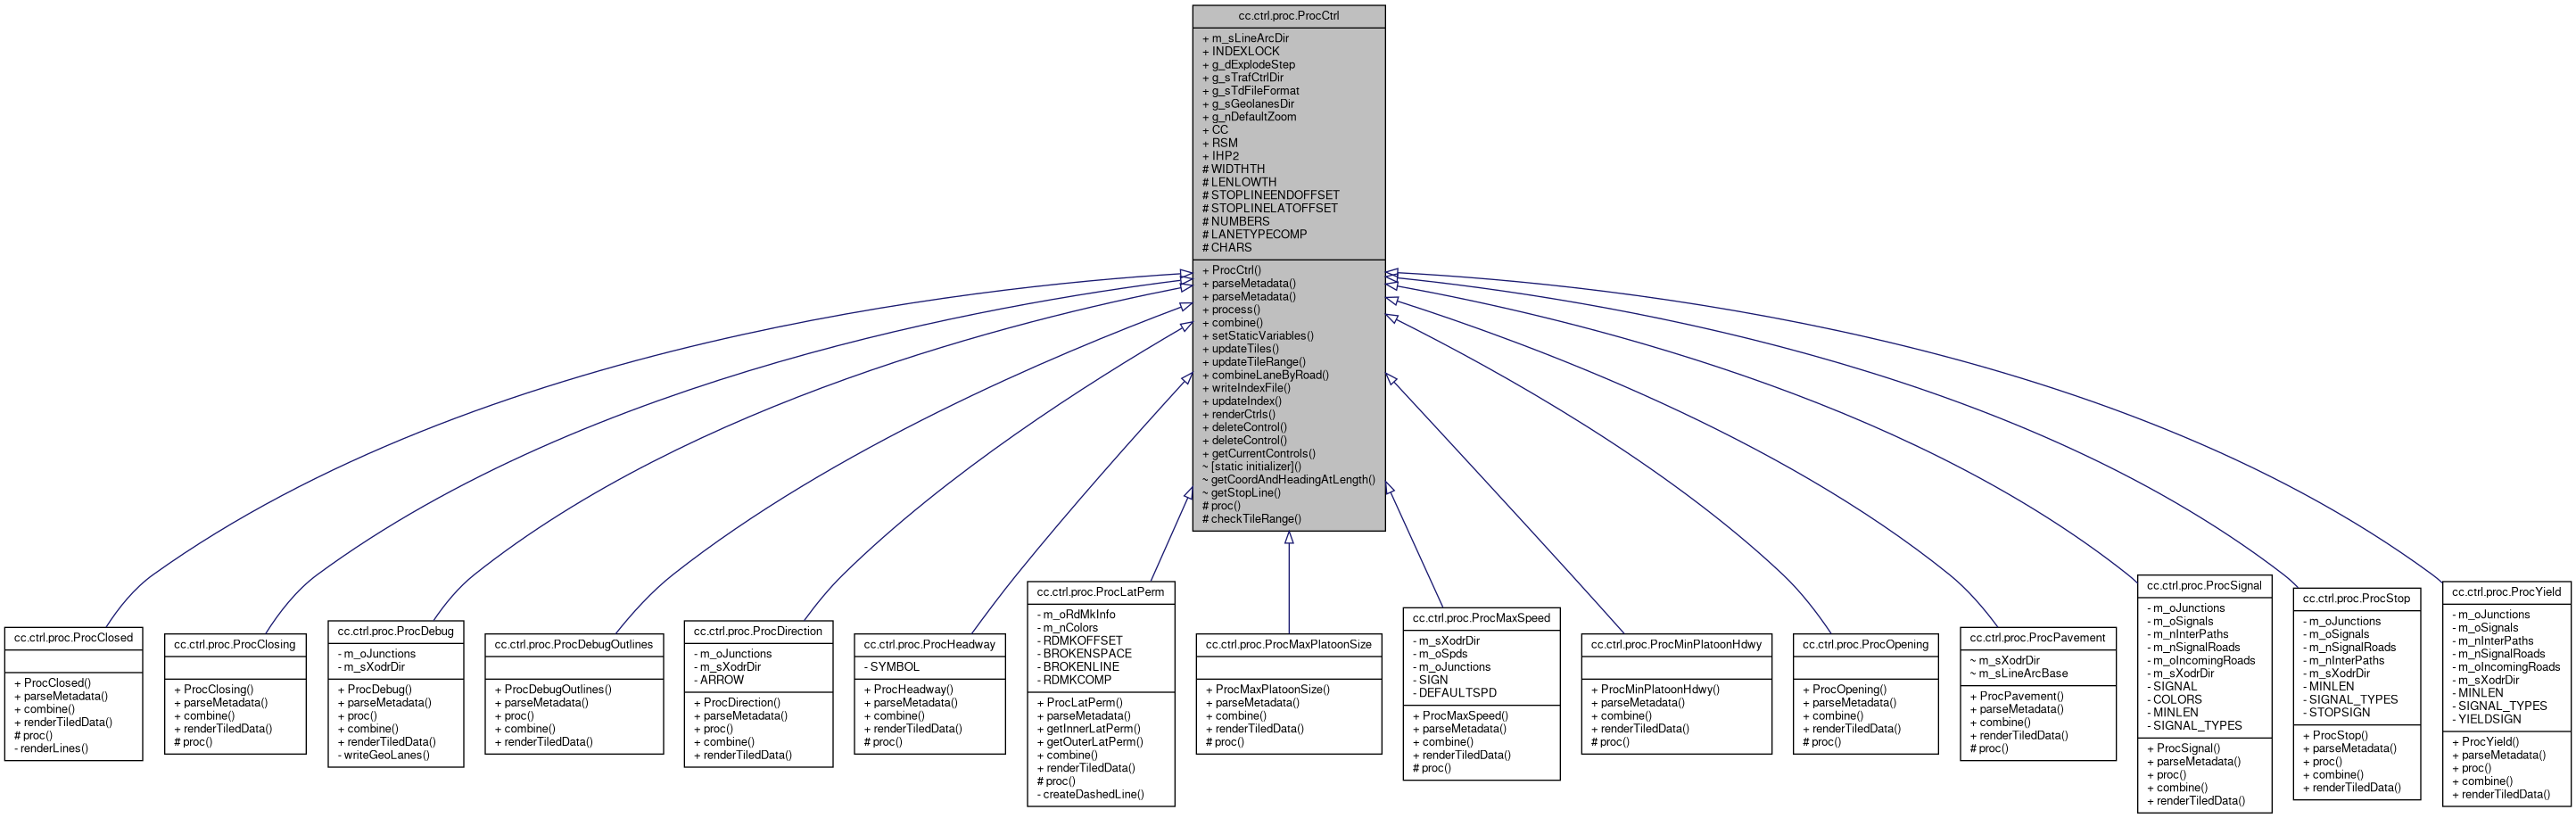 cc.ctrl.proc.ProcCtrl
+ m_sLineArcDir
+ INDEXLOCK
+ g_dExplodeStep
+ g_sTrafCtrlDir
+ g_sTdFileFormat
+ g_sGeolanesDir
+ g_nDefaultZoom
+ CC
+ RSM
+ IHP2
# WIDTHTH
# LENLOWTH
# STOPLINEENDOFFSET
# STOPLINELATOFFSET
# NUMBERS
# LANETYPECOMP
# CHARS
+ ProcCtrl()
+ parseMetadata()
+ parseMetadata()
+ process()
+ combine()
+ setStaticVariables()
+ updateTiles()
+ updateTileRange()
+ combineLaneByRoad()
+ writeIndexFile()
+ updateIndex()
+ renderCtrls()
+ deleteControl()
+ deleteControl()
+ getCurrentControls()
~ [static initializer]()
~ getCoordAndHeadingAtLength()
~ getStopLine()
# proc()
# checkTileRange()
cc.ctrl.proc.ProcClosed
+ ProcClosed()
+ parseMetadata()
+ combine()
+ renderTiledData()
# proc()
- renderLines()
cc.ctrl.proc.ProcClosing
+ ProcClosing()
+ parseMetadata()
+ combine()
+ renderTiledData()
# proc()
cc.ctrl.proc.ProcDebug
- m_oJunctions
- m_sXodrDir
+ ProcDebug()
+ parseMetadata()
+ proc()
+ combine()
+ renderTiledData()
- writeGeoLanes()
cc.ctrl.proc.ProcDebugOutlines
+ ProcDebugOutlines()
+ parseMetadata()
+ proc()
+ combine()
+ renderTiledData()
cc.ctrl.proc.ProcDirection
- m_oJunctions
- m_sXodrDir
- ARROW
+ ProcDirection()
+ parseMetadata()
+ proc()
+ combine()
+ renderTiledData()
cc.ctrl.proc.ProcHeadway
- SYMBOL
+ ProcHeadway()
+ parseMetadata()
+ combine()
+ renderTiledData()
# proc()
cc.ctrl.proc.ProcLatPerm
- m_oRdMkInfo
- m_nColors
- RDMKOFFSET
- BROKENSPACE
- BROKENLINE
- RDMKCOMP
+ ProcLatPerm()
+ parseMetadata()
+ getInnerLatPerm()
+ getOuterLatPerm()
+ combine()
+ renderTiledData()
# proc()
- createDashedLine()
cc.ctrl.proc.ProcMaxPlatoonSize
+ ProcMaxPlatoonSize()
+ parseMetadata()
+ combine()
+ renderTiledData()
# proc()
cc.ctrl.proc.ProcMaxSpeed
- m_sXodrDir
- m_oSpds
- m_oJunctions
- SIGN
- DEFAULTSPD
+ ProcMaxSpeed()
+ parseMetadata()
+ combine()
+ renderTiledData()
# proc()
cc.ctrl.proc.ProcMinPlatoonHdwy
+ ProcMinPlatoonHdwy()
+ parseMetadata()
+ combine()
+ renderTiledData()
# proc()
cc.ctrl.proc.ProcOpening
+ ProcOpening()
+ parseMetadata()
+ combine()
+ renderTiledData()
# proc()
cc.ctrl.proc.ProcPavement
~ m_sXodrDir
~ m_sLineArcBase
+ ProcPavement()
+ parseMetadata()
+ combine()
+ renderTiledData()
# proc()
cc.ctrl.proc.ProcSignal
- m_oJunctions
- m_oSignals
- m_nInterPaths
- m_nSignalRoads
- m_oIncomingRoads
- m_sXodrDir
- SIGNAL
- COLORS
- MINLEN
- SIGNAL_TYPES
+ ProcSignal()
+ parseMetadata()
+ proc()
+ combine()
+ renderTiledData()
cc.ctrl.proc.ProcStop
- m_oJunctions
- m_oSignals
- m_nSignalRoads
- m_nInterPaths
- m_sXodrDir
- MINLEN
- SIGNAL_TYPES
- STOPSIGN
+ ProcStop()
+ parseMetadata()
+ proc()
+ combine()
+ renderTiledData()
cc.ctrl.proc.ProcYield
- m_oJunctions
- m_oSignals
- m_nInterPaths
- m_nSignalRoads
- m_oIncomingRoads
- m_sXodrDir
- MINLEN
- SIGNAL_TYPES
- YIELDSIGN
+ ProcYield()
+ parseMetadata()
+ proc()
+ combine()
+ renderTiledData()